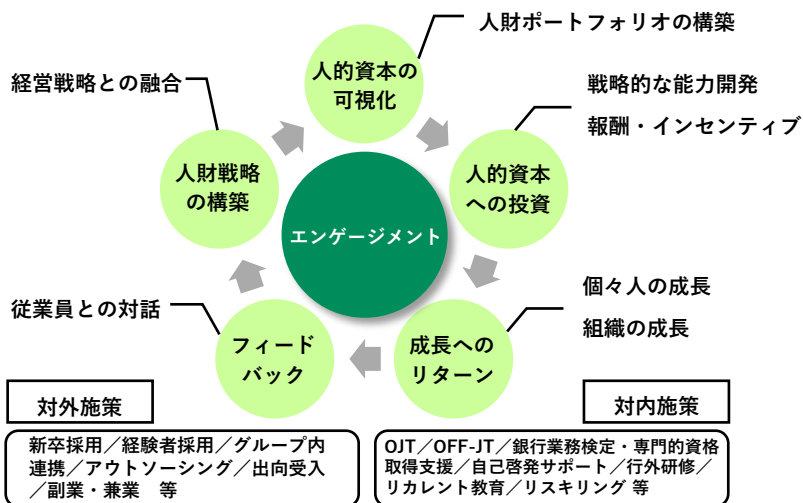 人財ポートフォリオの構築
人的資本の
可視化
経営戦略との融合
戦略的な能力開発
報酬・インセンティブ
人財戦略
の構築
人的資本
への投資
エンゲージメント
個々人の成長
組織の成長
従業員との対話
フィード
バック
成長への
リターン
対外施策
対内施策
新卒採用／経験者採用／グループ内
連携／アウトソーシング／出向受入
／副業・兼業　等
OJT／OFF-JT／銀行業務検定・専門的資格
取得支援／自己啓発サポート／行外研修／
リカレント教育／リスキリング 等